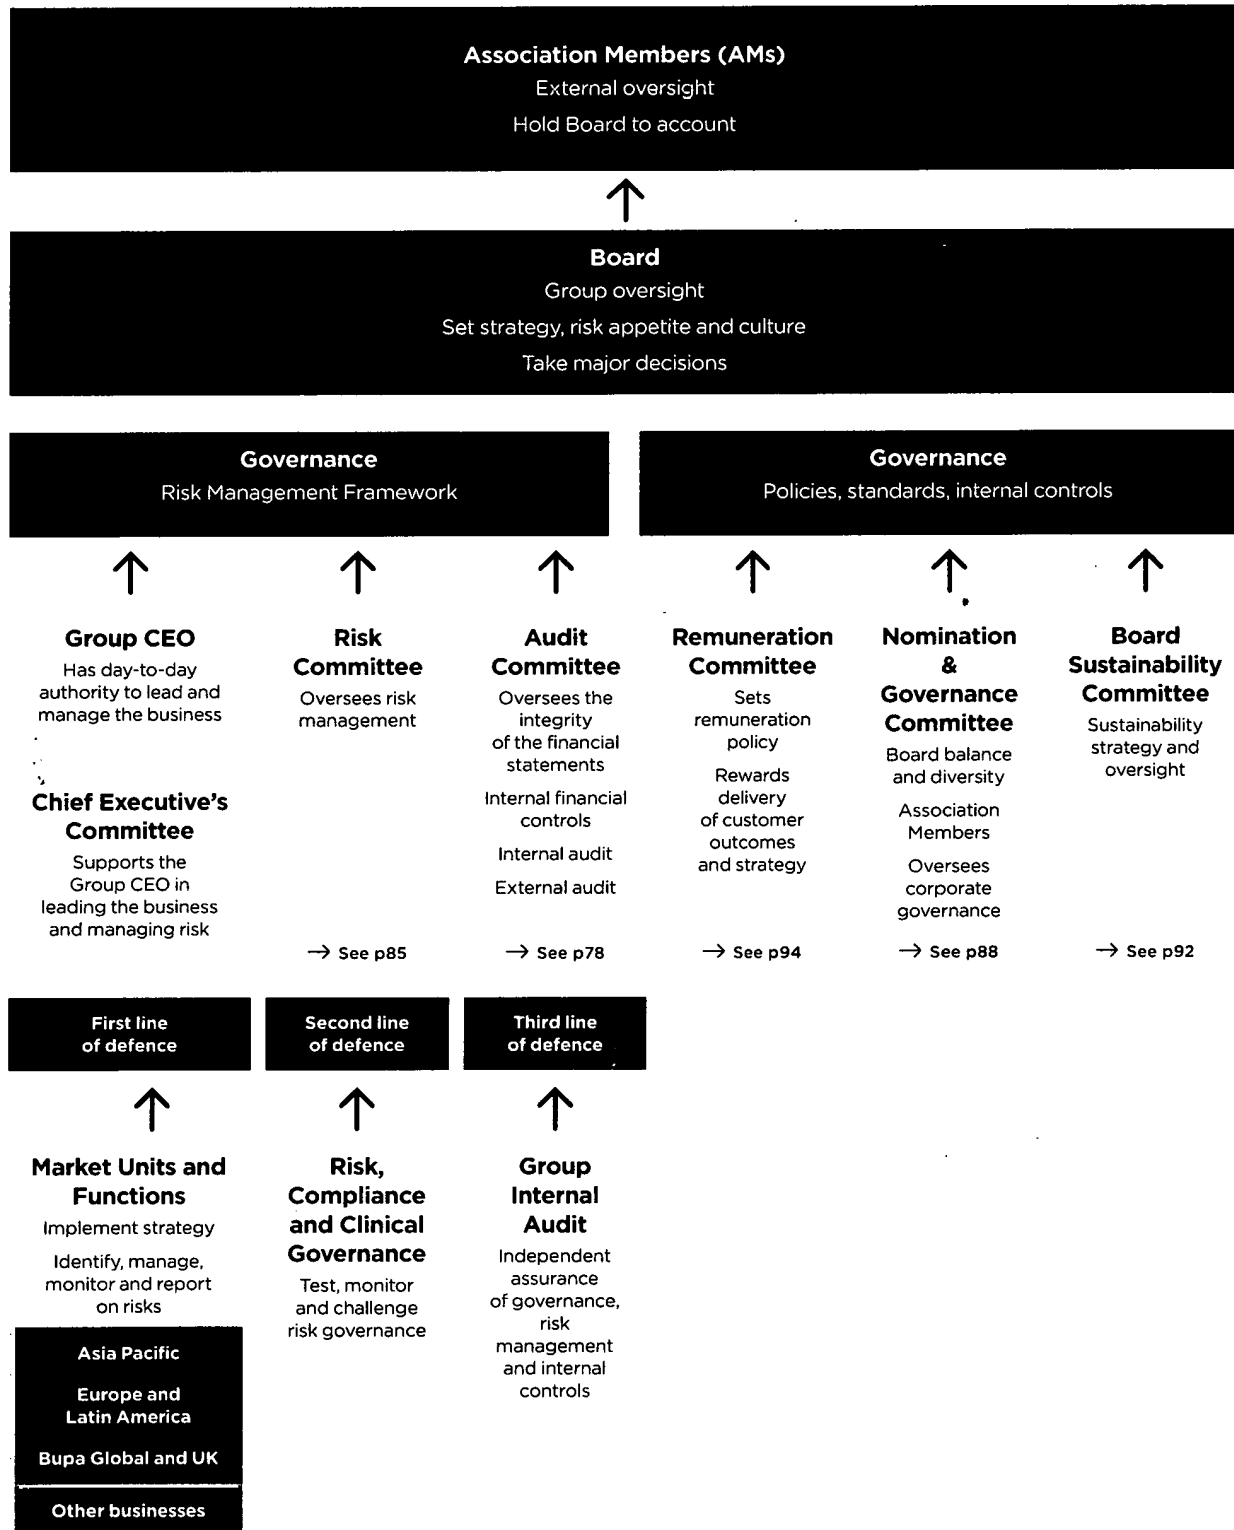 Association Members (AMs)
External oversight
Hold Board to account
Board
Group oversight
Set strategy, risk appetite and culture
Take major decisions
Governance
Risk Management Framework
Governance
Policies, standards, internal controls
Group CEO
Has day-to-day
authority to lead and
manage the business
Chief Executive’s
Committee
Supports the
Group CEO in
leading the business
and managing risk
Risk
Committee
Oversees risk
management
→ See p85
Audit
Committee
Oversees the
integrity
of the financial
statements
Internal financial
controls
Internal audit
External audit
→ See p78
Remuneration
Committee
Sets
remuneration
policy
Rewards
delivery
of customer
outcomes
and strategy
→ See p94
Nomination
&
Governance
Committee
Board balance
and diversity
Association
Members
Oversees
corporate
governance
→ See p88
Board
Sustainability
Committee
Sustainability
strategy and
oversight
→ See p92
First line
of defence
Second line
of defence
Third line
of defence
Market Units and
Functions
Implement strategy
Identify, manage,
monitor and report
on risks
Asia Pacific
Europe and
Latin America
Bupa Global and UK
Other businesses
Risk,
Compliance
and Clinical
Governance
Test, monitor
and challenge
risk governance
Group
Internal
Audit
Independent
assurance
of governance,
risk
management
and internal
controls